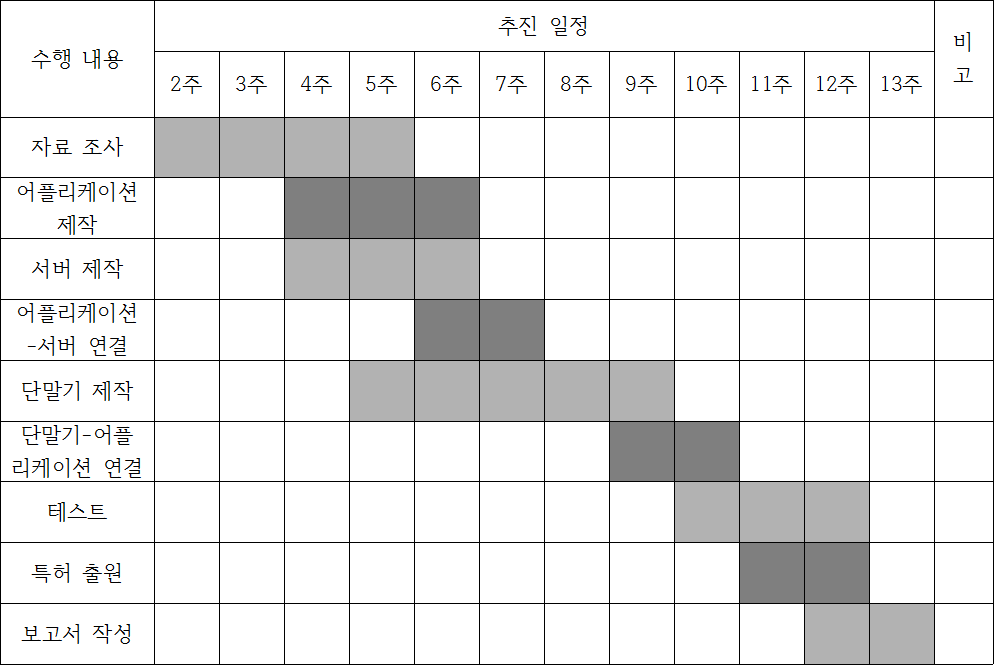 수행 내용
추진 일정
비
고
2주 3주 4주 5주 6주 7주 8주 9주 10주 11주 12주 13주
자료 조사
어플리케이션
제작
서버 제작
어플리케이션
-서버 연결
단말기 제작
단말기-어플
리케이션 연결
테스트
특허 출원
보고서 작성